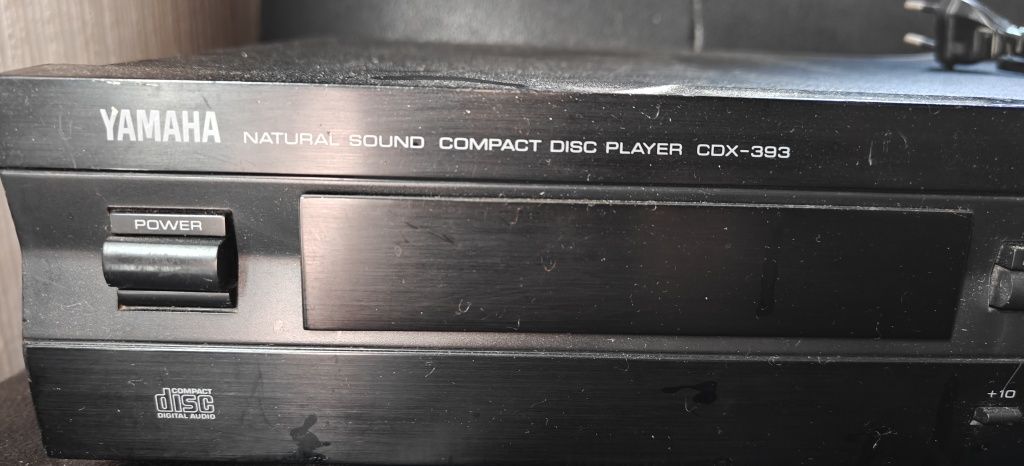 YAMAHA NATURAL SOUND COMPACT DISC PLAYER CDX-393
POWER
COMPACT
disc
DIGITAL AUDIO
+10